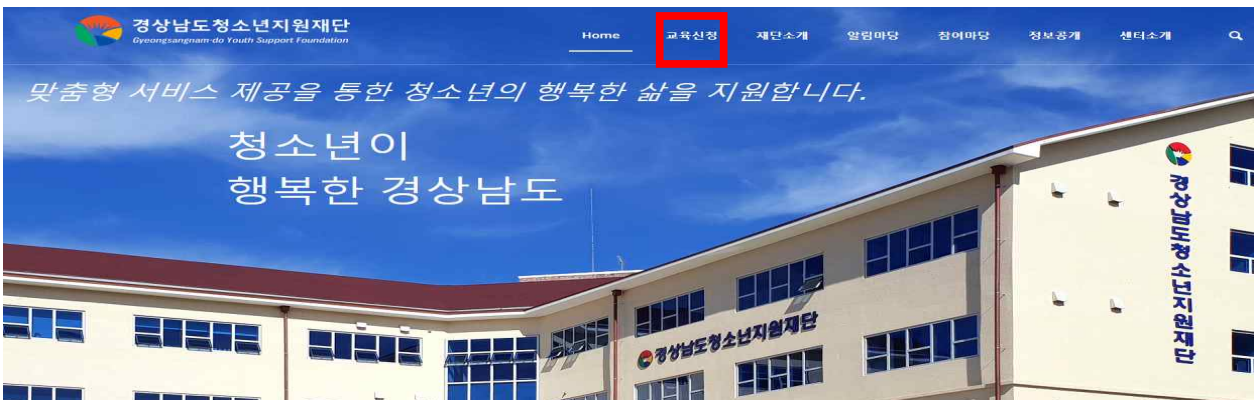 경상남도청소년지원재단
Gyeongsangnam-do Youth Support Foundation
Home 교육신청 재단소개 알림마당 참여마당 정보공개 센터소개
맞춤형 서비스 제공을 통한 청소년의 행복한 삶을 지원합니다.
청소년이
행복한 경상남도
경상남도청소년지원재단
경상남도청소년지원재단